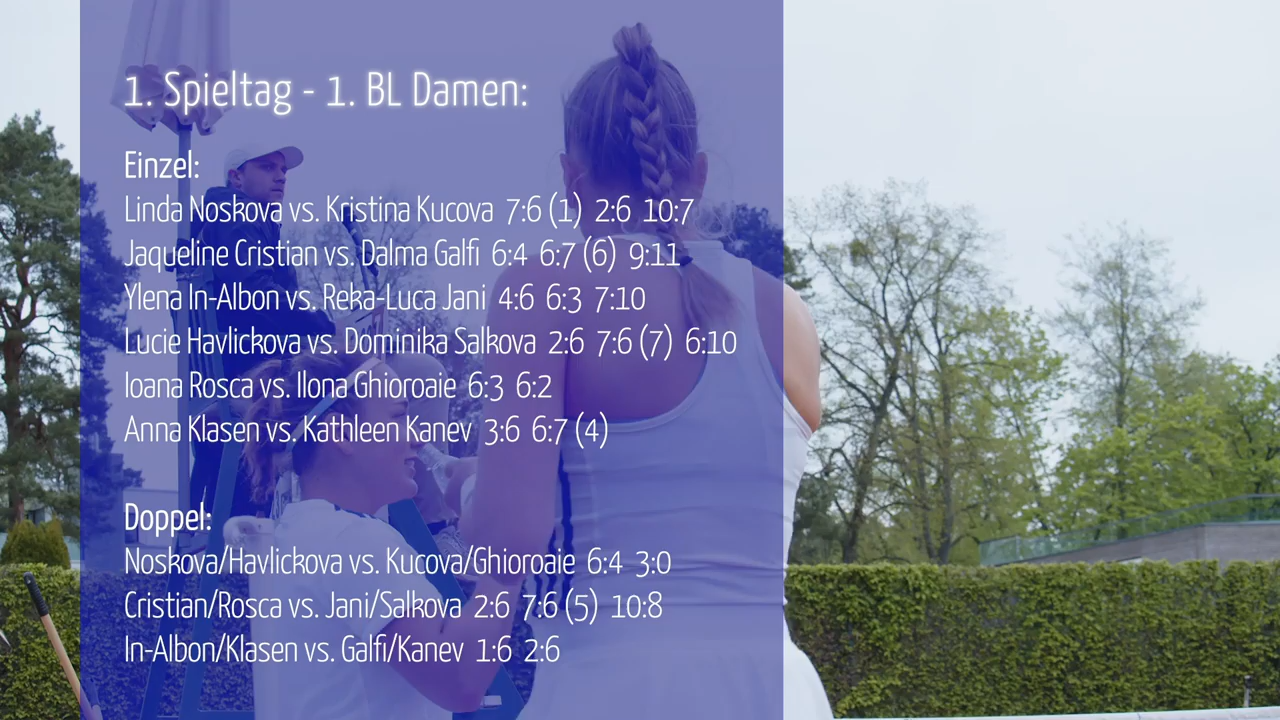 1. Spieltag - 1. BL Damen:
Einzel:
Linda Noskova vs. Kristina Kucova 7:6 (1) 2:6 10:7
Jaqueline Cristian vs. Dalma Galfi 6:4 6:7 (6) 9:11
Ylena In-Albon vs. Reka-Luca Jani 4:6 6:3 7:10
Lucie Havlickova vs. Dominika Salkova 2:6 7:6 (7) 6:10
Ioana Rosca vs. Ilona Ghioroaie 6:3 6:2
Anna Klasen vs. Kathleen Kanev 3:6 6:7 (4)
Doppel:
Noskova/Havlickova vs. Kucova/Ghioroaie 6:4 3:0
Cristian/Rosca vs. Jani/Salkova 2:6 7:6 (5) 10:8
In-Albon/Klasen vs. Galfi/Kanev 1:6 2:6